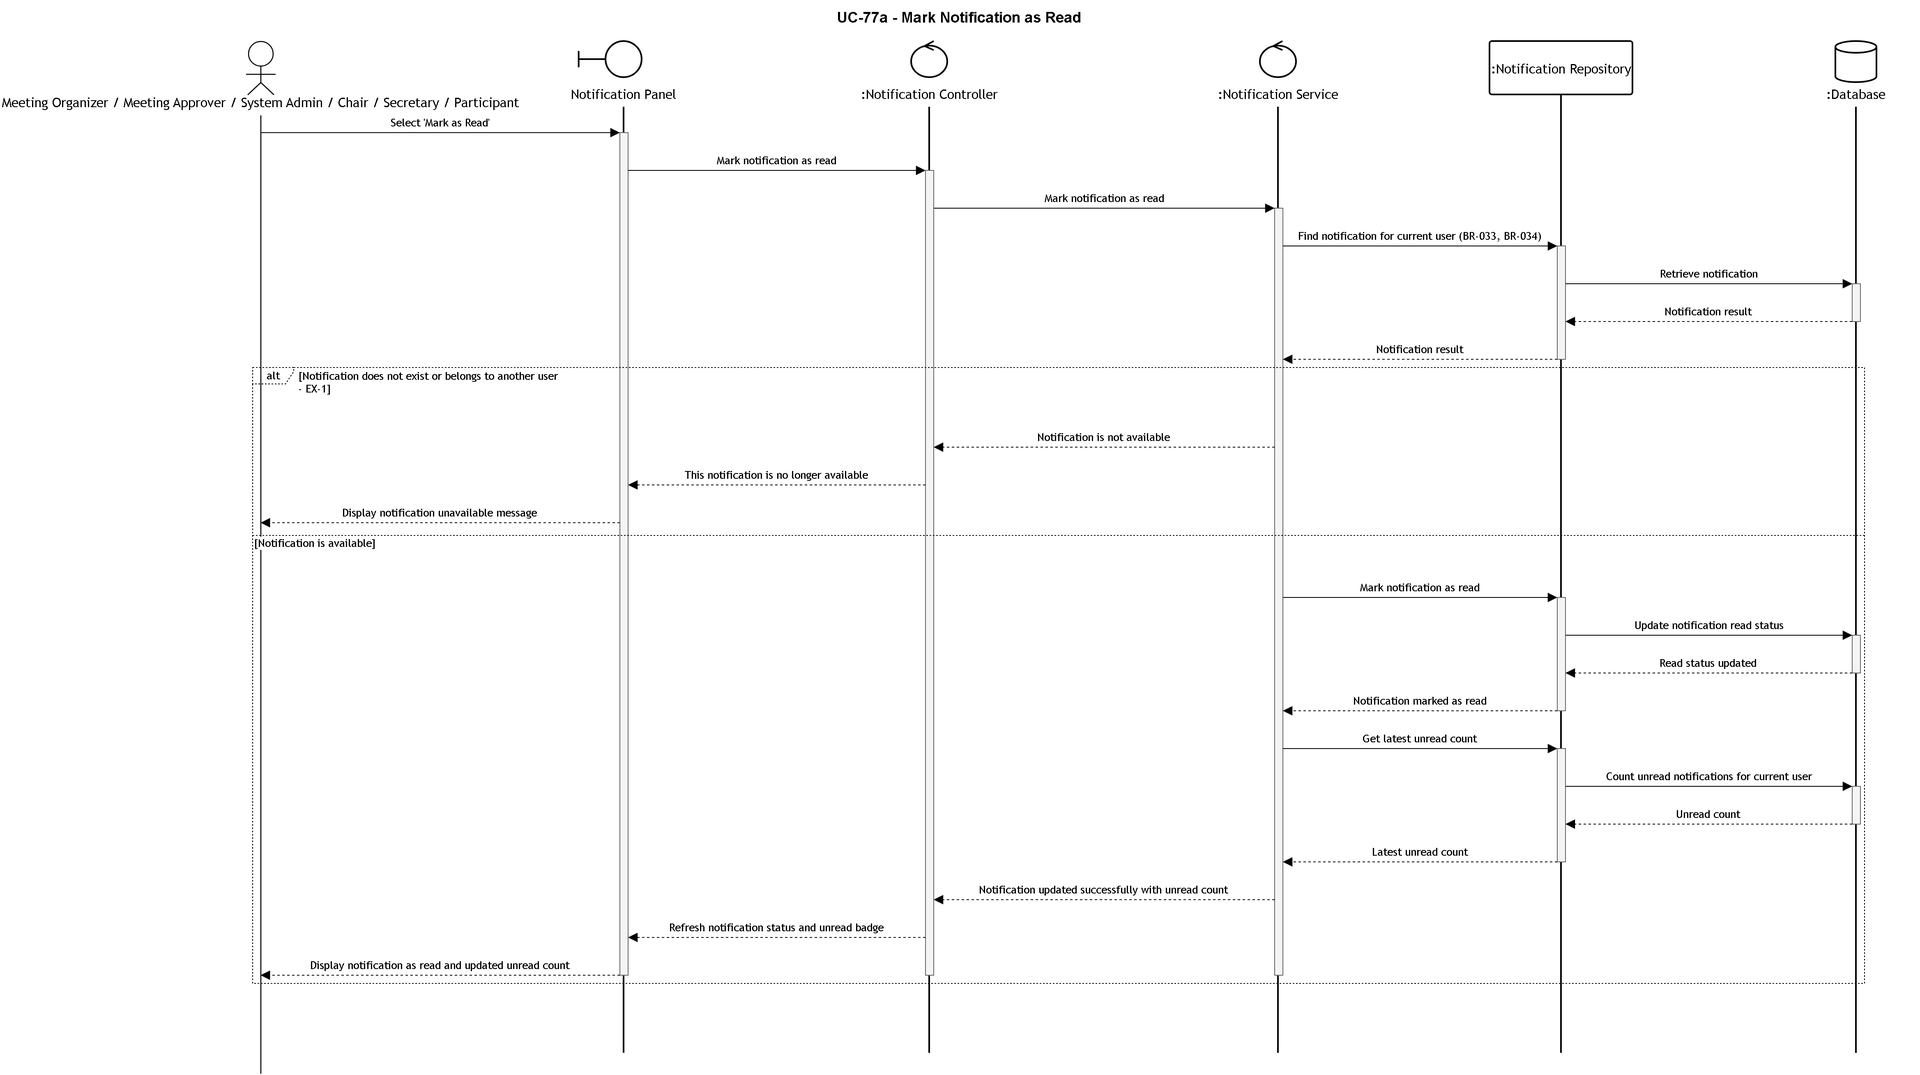 UC-77a - Mark Notification as Read
Meeting Organizer / Meeting Approver / System Admin / Chair / Secretary / Participant
Notification Panel
:Notification Controller
:Notification Service
:Notification Repository
:Database
Select 'Mark as Read'
Mark notification as read
Mark notification as read
Find notification for current user (BR-033, BR-034)
Retrieve notification
Notification result
Notification result
alt
[Notification does not exist or belongs to another user
- EX-1]
Notification is not available
This notification is no longer available
Display notification unavailable message
[Notification is available]
Mark notification as read
Update notification read status
Read status updated
Notification marked as read
Get latest unread count
Count unread notifications for current user
Unread count
Latest unread count
Notification updated successfully with unread count
Refresh notification status and unread badge
Display notification as read and updated unread count